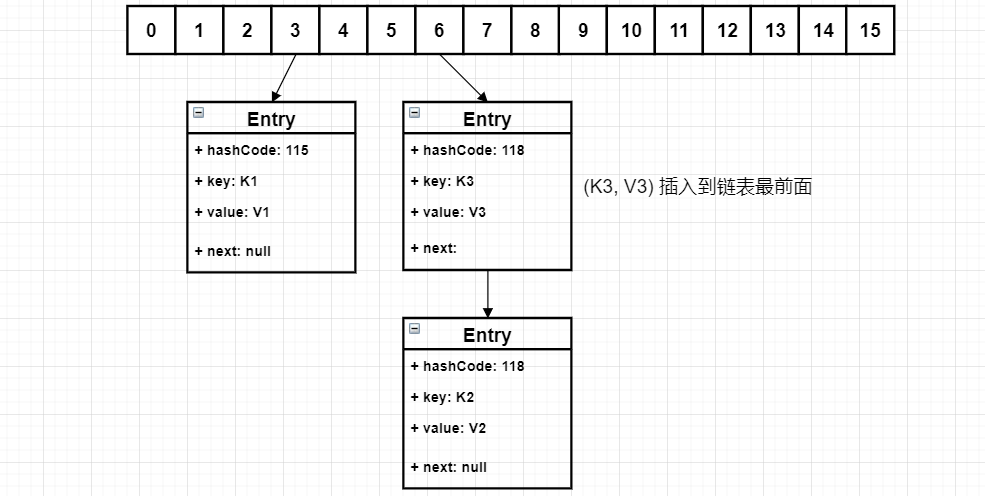 0 1 2 3 4 5 6 7 8 9 10 11 12 13 14 15
Entry
+ hashCode: 115
+ key: K1
+ value: V1
+ next: null
Entry
+ hashCode: 118
+ key: K3
+ value: V3
+ next:
(K3, V3) 插入到链表最前面
Entry
+ hashCode: 118
+ key: K2
+ value: V2
+ next: null